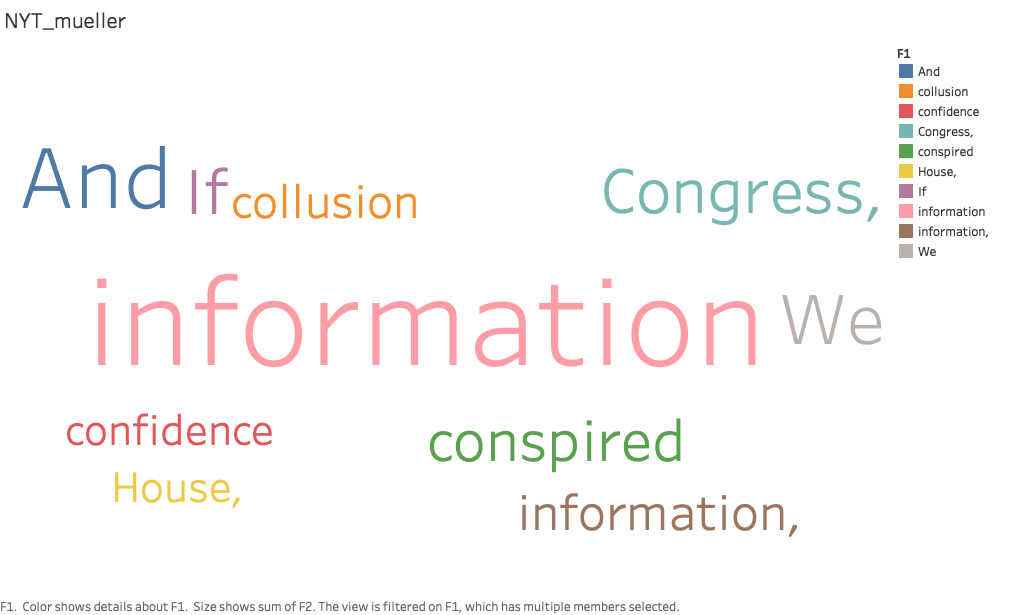 NYT_mueller
F1
And
collusion
confidence
Congress,
conspired
House,
If
information
information,
We
And If collusion Congress,
information We
confidence conspired
House,
information,
F1.  Color shows details about F1.  Size shows sum of F2. The view is filtered on F1, which has multiple members selected.